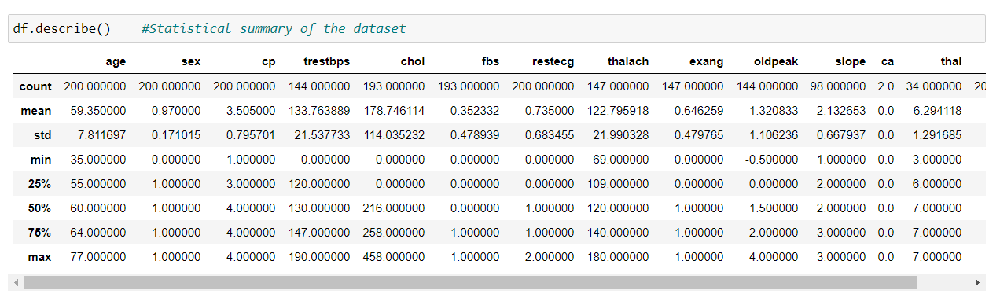 df.describe() #Statistical summary of the dataset
age sex cp trestbps chol fbs restecg thalach exang oldpeak slope ca thal
count 200.000000 200.000000 200.000000 144.000000 193.000000 193.000000 200.000000 147.000000 147.000000 144.000000 98.000000 2.0 34.000000 20
mean 59.350000 0.970000 3.505000 133.763889 178.746114 0.352332 0.735000 122.795918 0.646259 1.320833 2.132653 0.0 6.294118
std 7.811697 0.171015 0.795701 21.537733 114.035232 0.478939 0.683455 21.990328 0.479765 1.106236 0.667937 0.0 1.291685
min 35.000000 0.000000 1.000000 0.000000 0.000000 0.000000 0.000000 69.000000 0.000000 -0.500000 1.000000 0.0 3.000000
25% 55.000000 1.000000 3.000000 120.000000 0.000000 0.000000 0.000000 109.000000 0.000000 0.000000 2.000000 0.0 6.000000
50% 60.000000 1.000000 4.000000 130.000000 216.000000 0.000000 1.000000 120.000000 1.000000 1.500000 2.000000 0.0 7.000000
75% 64.000000 1.000000 4.000000 147.000000 258.000000 1.000000 1.000000 140.000000 1.000000 2.000000 3.000000 0.0 7.000000
max 77.000000 1.000000 4.000000 190.000000 458.000000 1.000000 2.000000 180.000000 1.000000 4.000000 3.000000 0.0 7.000000